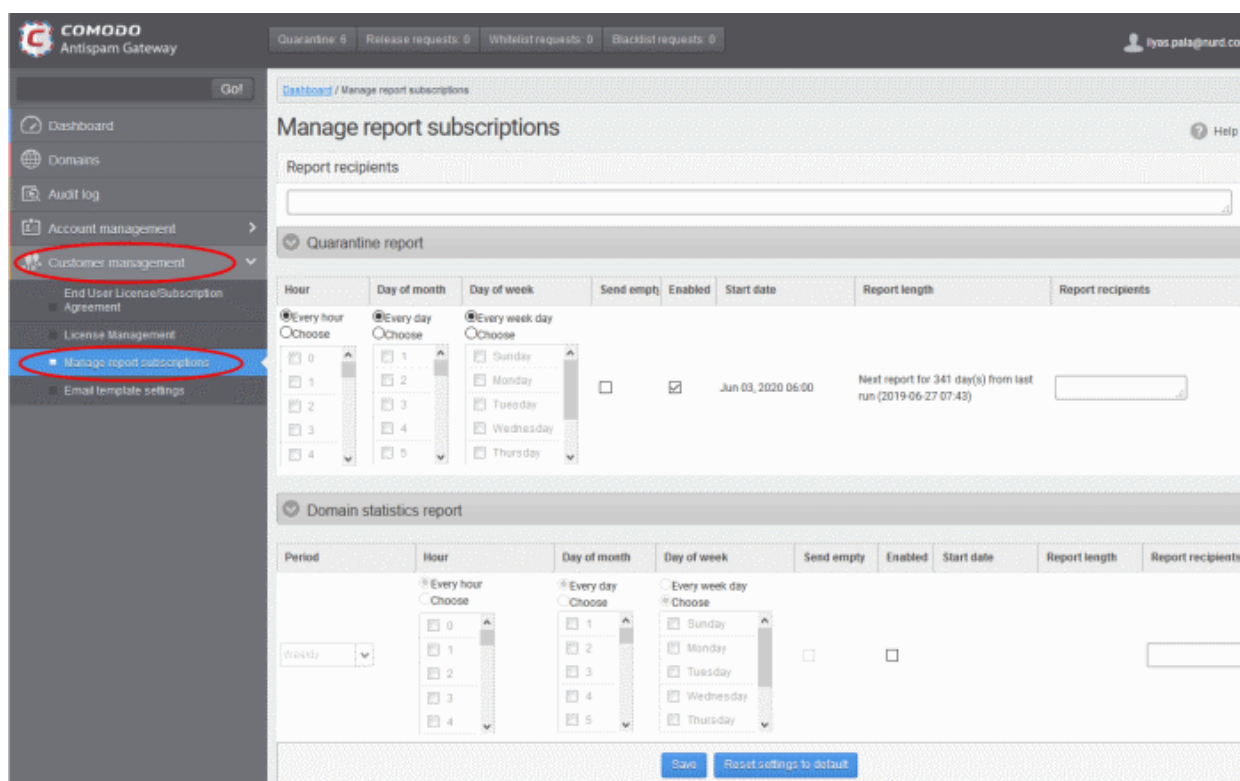 COMODO
Antispam Gateway
Quarantine: 6 Release requests: 0 Whitelist requests: 0 Blacklist requests: 0
ilyas.pala@nurd.co
Go!
Dashboard
Domains
Audit log
Account management
Customer management
End User License/Subscription
Agreement
License Management
Manage report subscriptions
Email template settings
Dashboard / Manage report subscriptions
Manage report subscriptions
Help
Report recipients
Quarantine report
Hour Day of month Day of week Send empty Enabled Start date Report length Report recipients
Every hour Every day Every week day
Choose Choose Choose
0 1 Sunday
1 2 Monday
2 3 Tuesday
3 4 Wednesday
4 5 Thursday
Jun 03, 2020 06:00
Next report for 341 day(s) from last
run (2019-06-27 07:43)
Domain statistics report
Period Hour Day of month Day of week Send empty Enabled Start date Report length Report recipients
Every hour Every day Every week day
Choose Choose Choose
Weekly
0 1 Sunday
1 2 Monday
2 3 Tuesday
3 4 Wednesday
4 5 Thursday
Save Reset settings to default